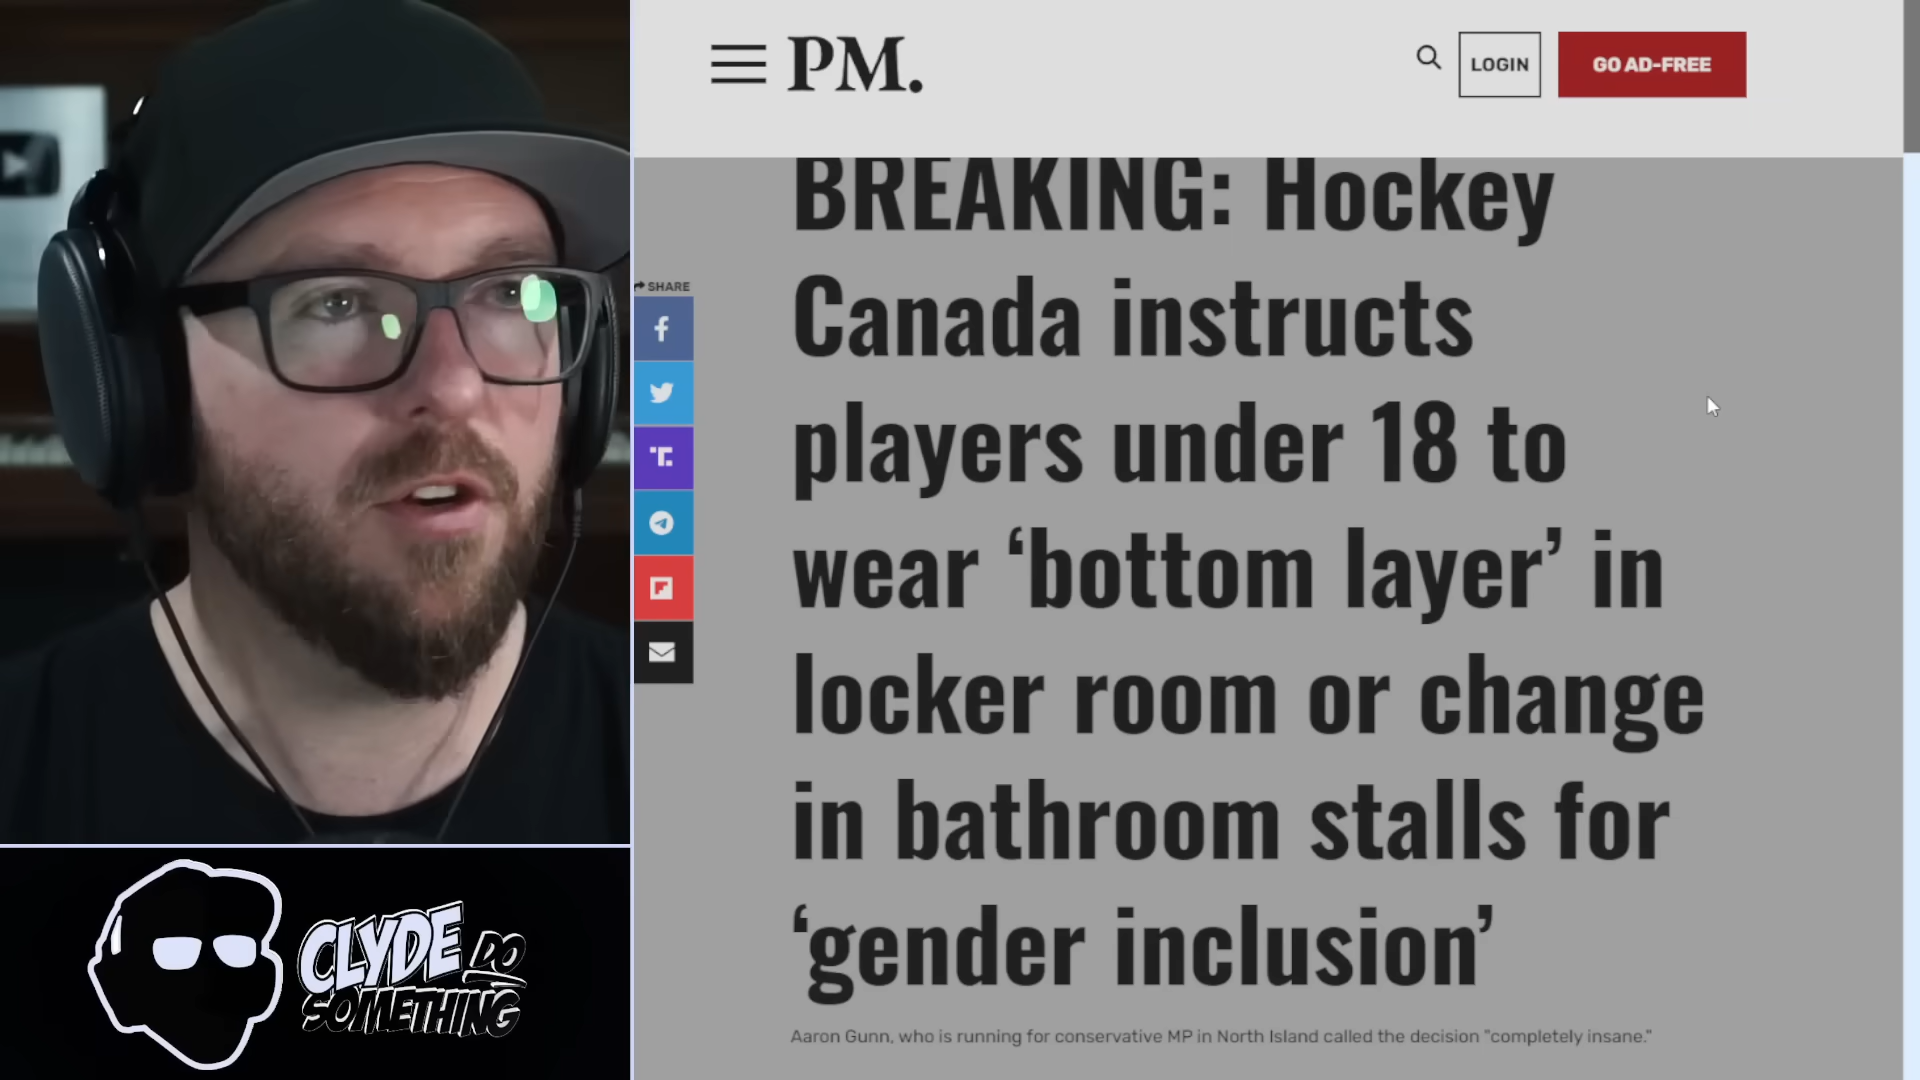 PM.
LOGIN
GO AD-FREE
BREAKING: Hockey
Canada instructs
players under 18 to
wear ‘bottom layer’ in
locker room or change
in bathroom stalls for
‘gender inclusion’
Aaron Gunn, who is running for conservative MP in North Island called the decision "completely insane."
SHARE
CLYDE DO
SOMETHING